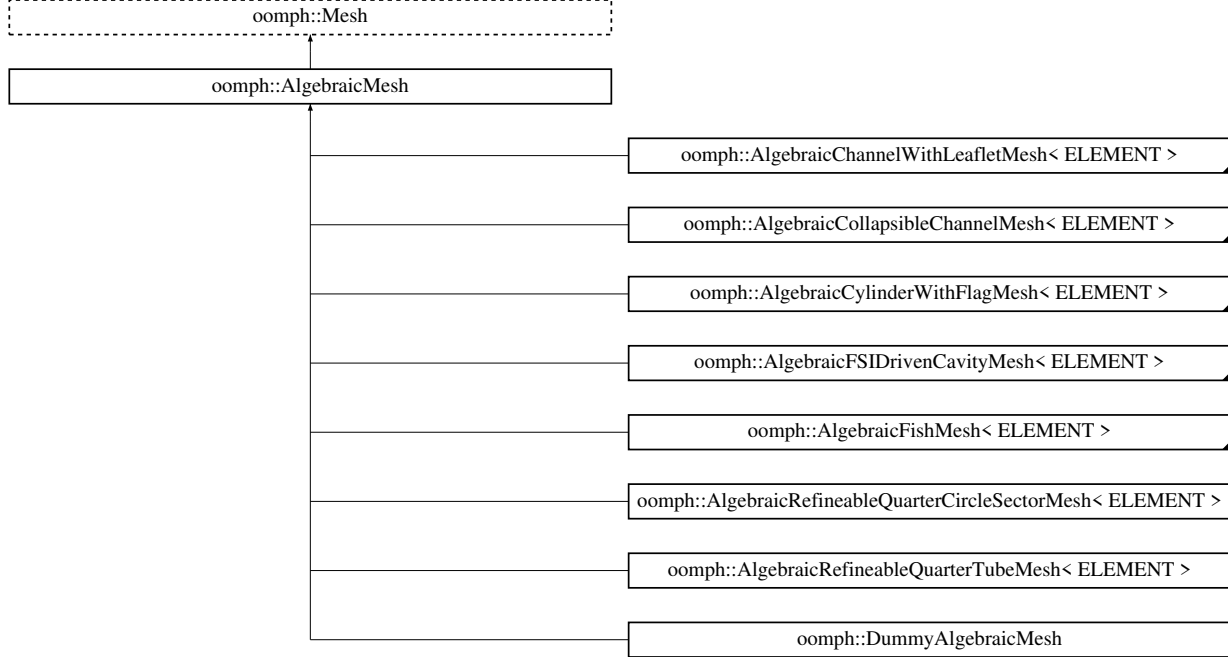 oomph::Mesh
oomph::AlgebraicMesh
oomph::AlgebraicChannelWithLeafletMesh< ELEMENT >
oomph::AlgebraicCollapsibleChannelMesh< ELEMENT >
oomph::AlgebraicCylinderWithFlagMesh< ELEMENT >
oomph::AlgebraicFSIDrivenCavityMesh< ELEMENT >
oomph::AlgebraicFishMesh< ELEMENT >
oomph::AlgebraicRefineableQuarterCircleSectorMesh< ELEMENT >
oomph::AlgebraicRefineableQuarterTubeMesh< ELEMENT >
oomph::DummyAlgebraicMesh